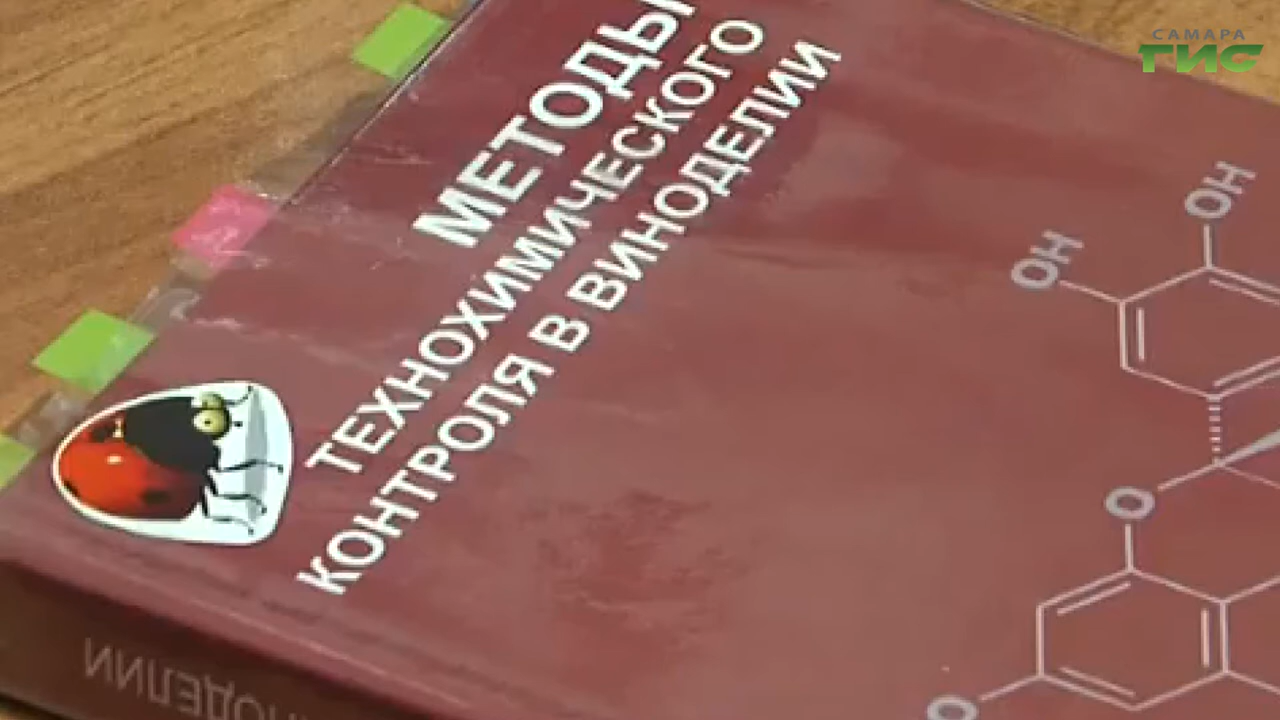 САМАРА
ГИС
МЕТОДЫ
ТЕХНОХИМИЧЕСКОГО
КОНТРОЛЯ В ВИНОДЕЛИИ
OH
OH
O
O